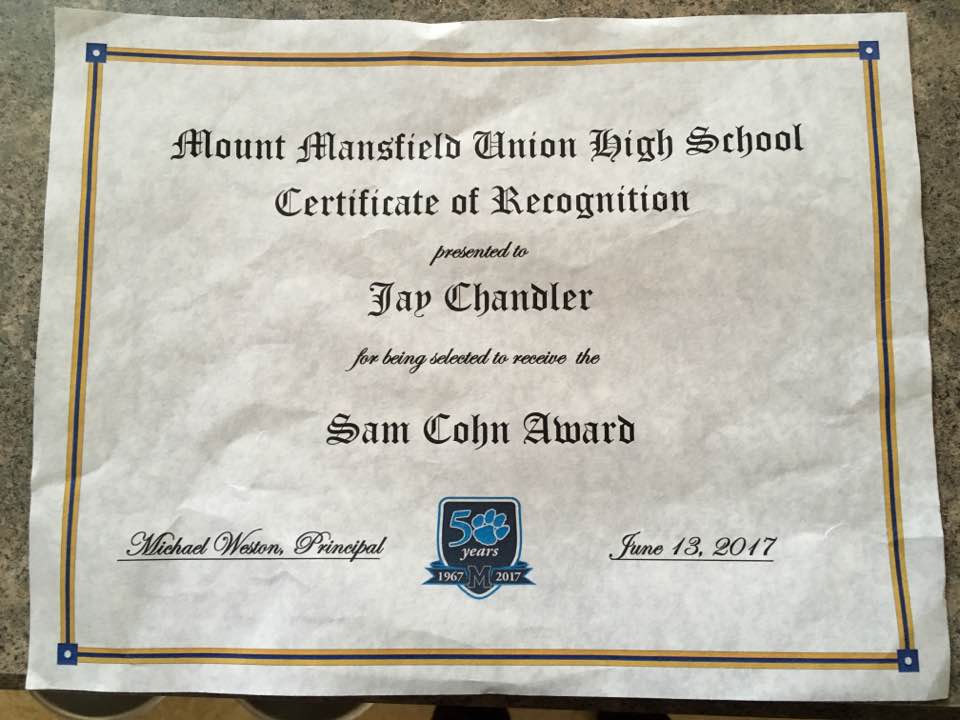 Mount Mansfield Union High School
Certificate of Recognition
presented to
Jay Chandler
for being selected to receive the
Sam Cohn Award
Michael Weston, Principal
50
years
1967 M 2017
June 13, 2017